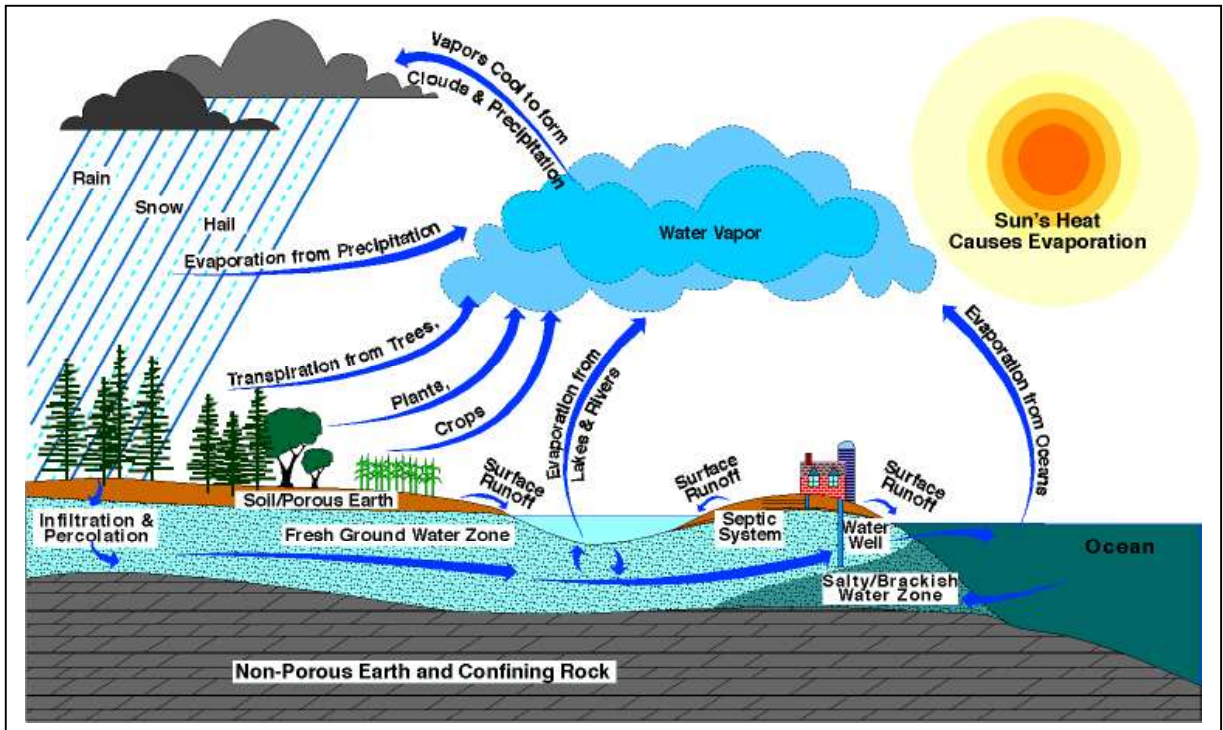 Vapors Cool to form
Clouds & Precipitation
Rain
Snow
Hail
Evaporation from Precipitation
Water Vapor
Sun's Heat
Causes Evaporation
Transpiration from Trees,
Plants,
Crops
Evaporation from
Lakes & Rivers
Evaporation from Oceans
Surface
Runoff
Surface
Runoff
Surface
Runoff
Soil/Porous Earth
Infiltration &
Percolation
Fresh Ground Water Zone
Septic
System
Water
Well
Ocean
Salty/Brackish
Water Zone
Non-Porous Earth and Confining Rock